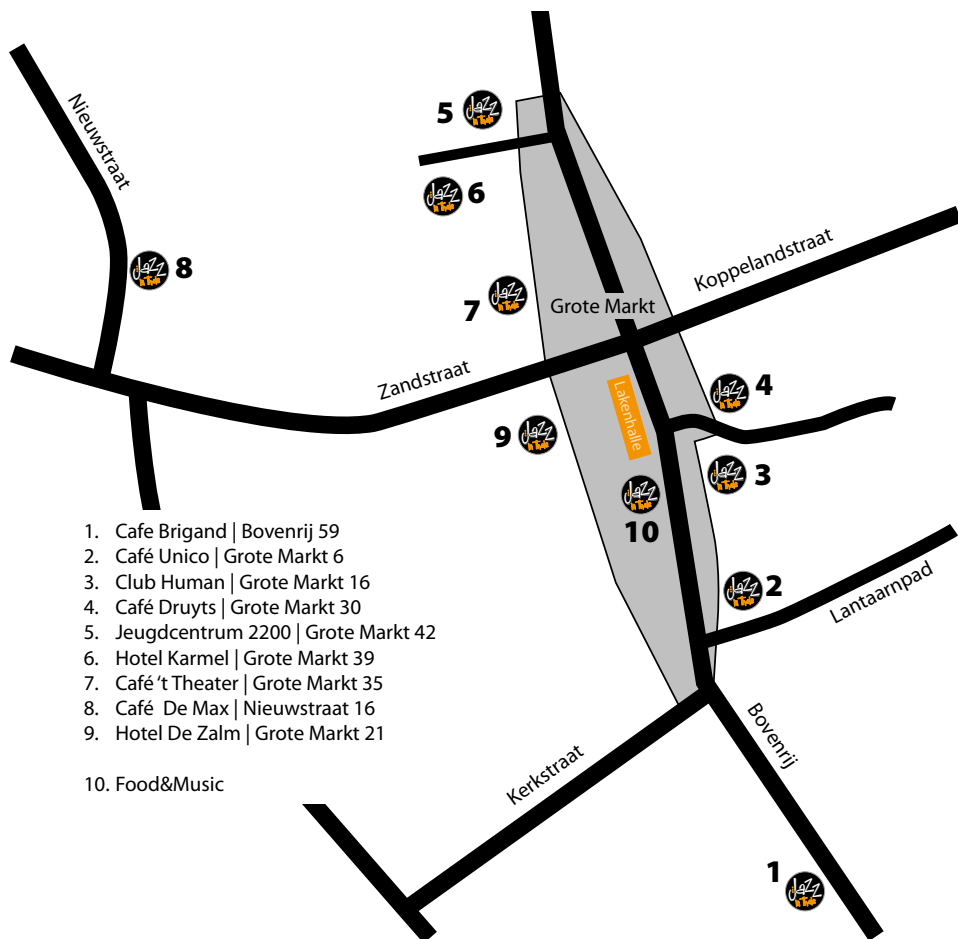 Nieuwstraat
5
6
8
7
Grote Markt
Koppelandstraat
Zandstraat
Lakenhalle
4
9
3
10
2
Lantaarnpad
1. Cafe Brigand | Bovenrij 59
2. Café Unico | Grote Markt 6
3. Club Human | Grote Markt 16
4. Café Druyts | Grote Markt 30
5. Jeugdcentrum 2200 | Grote Markt 42
6. Hotel Karmel | Grote Markt 39
7. Café 't Theater | Grote Markt 35
8. Café De Max | Nieuwstraat 16
9. Hotel De Zalm | Grote Markt 21
10. Food&Music
Kerkstraat
Bovenrij
1